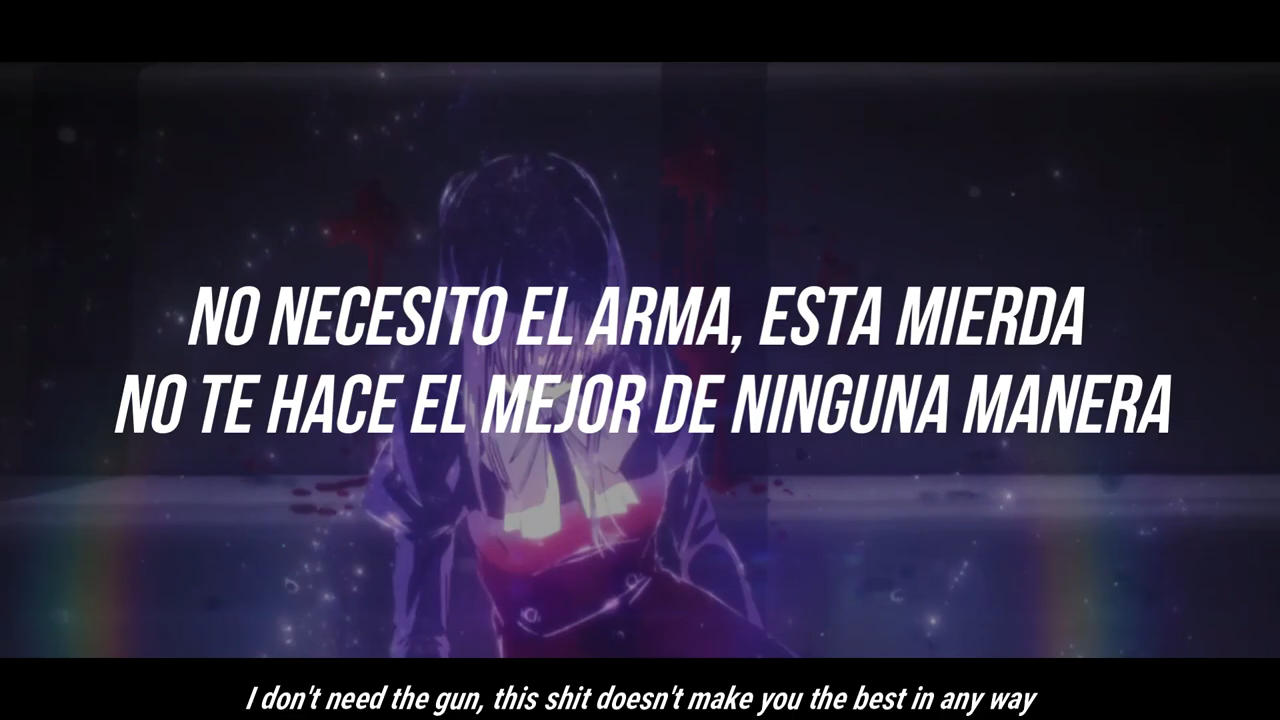 NO NECESITO EL ARMA, ESTA MIERDA
NO TE HACE EL MEJOR DE NINGUNA MANERA
I don't need the gun, this shit doesn't make you the best in any way